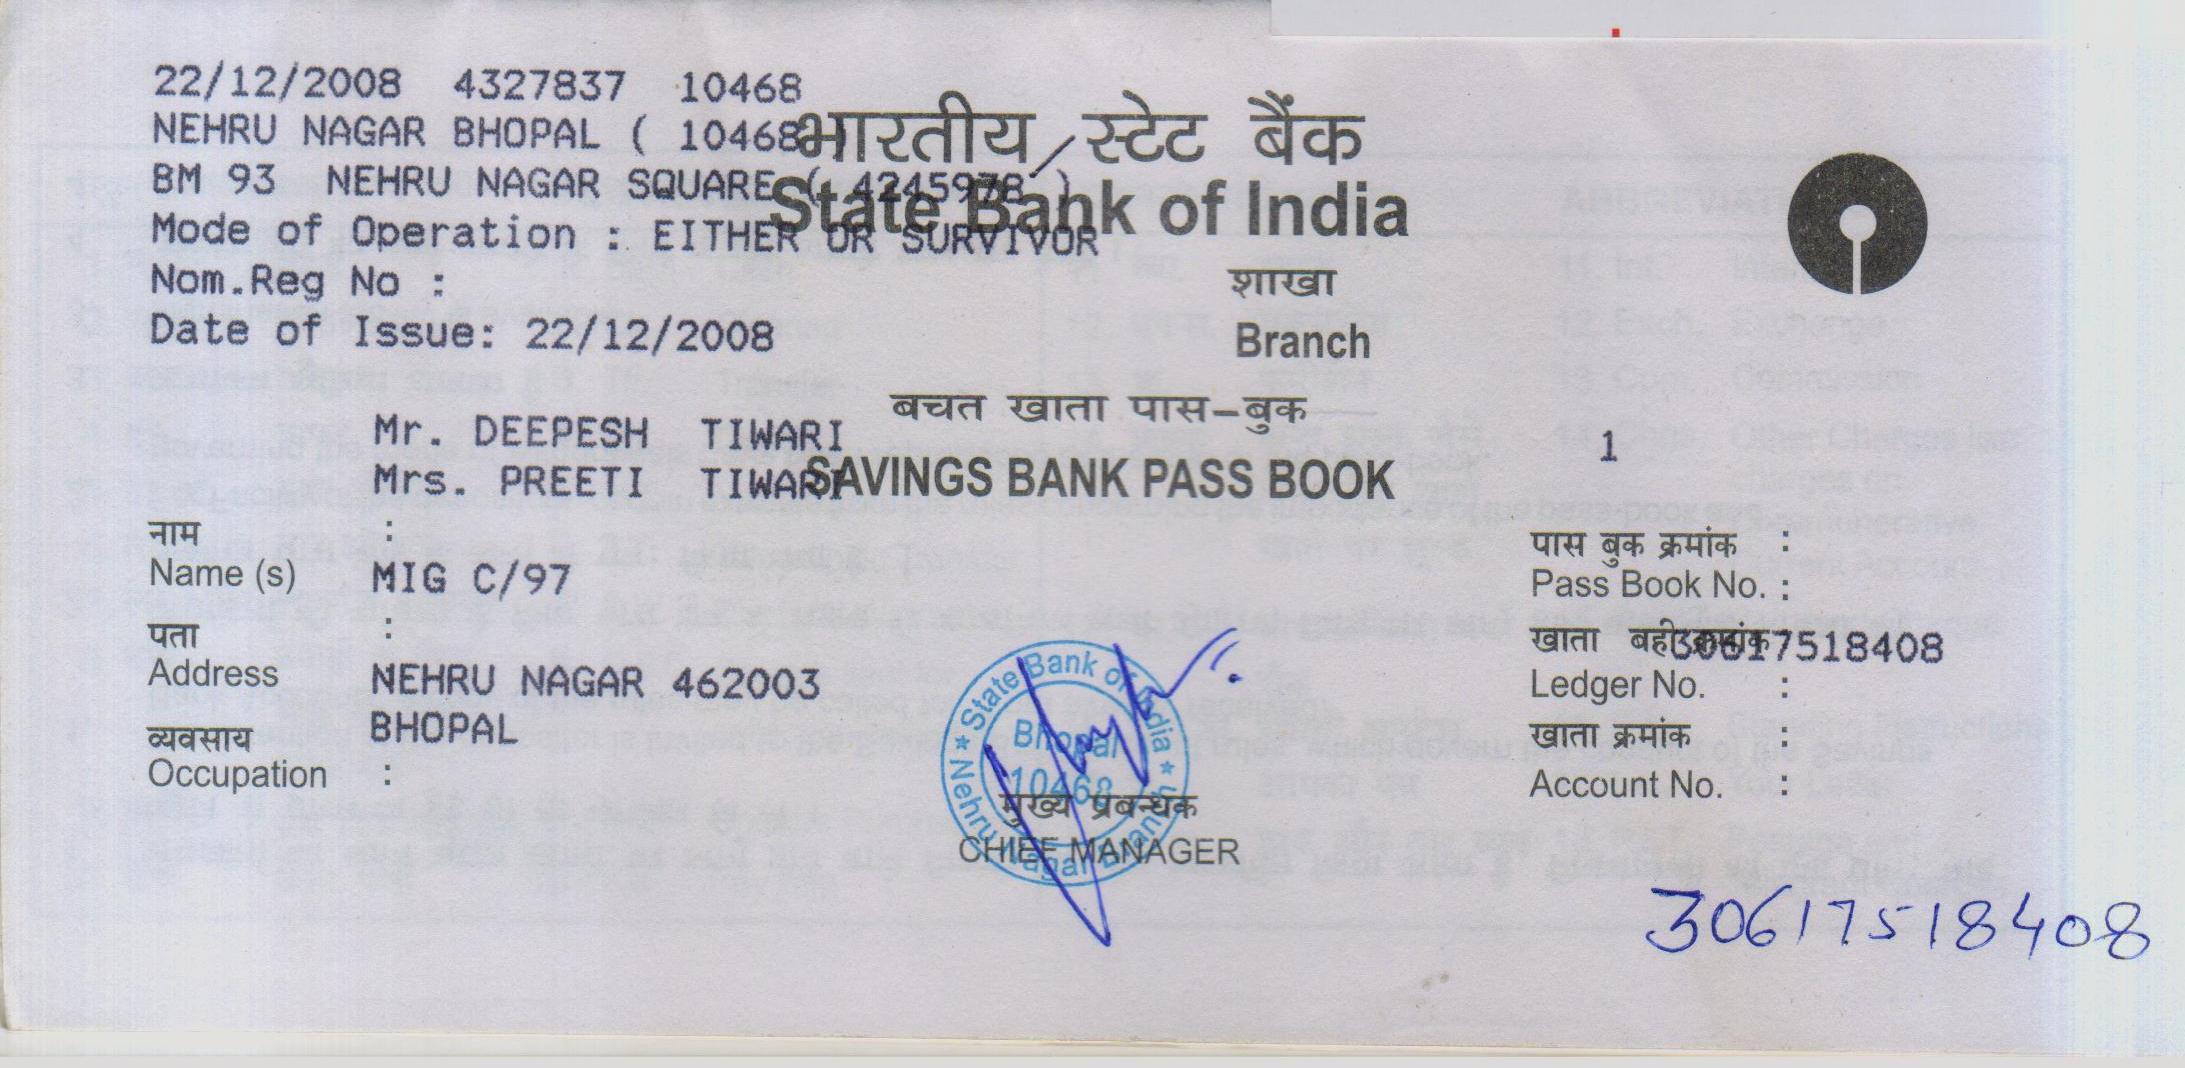 22/12/2008 4327837 10468
NEHRU NAGAR BHOPAL ( 10468 )
भारतीय स्टेट बैंक
BM 93 NEHRU NAGAR SQUARE ( 4245978 )
State Bank of India
Mode of Operation : EITHER OR SURVIVOR
Nom.Reg No :
शाखा
Date of Issue: 22/12/2008
Branch
बचत खाता पास-बुक
Mr. DEEPESH TIWARI
1
Mrs. PREETI TIWARI
SAVINGS BANK PASS BOOK
नाम :
Name (s) MIG C/97
पता :
Address NEHRU NAGAR 462003
BHOPAL
व्यवसाय
Occupation :
पास बुक क्रमांक :
Pass Book No. :
खाता बही क्रमांक 30617518408
Ledger No. :
खाता क्रमांक :
Account No. :
State Bank of India
Bhopal
10468
Nehru Nagar Branch
मुख्य प्रबन्धक
CHIEF MANAGER
30617518408